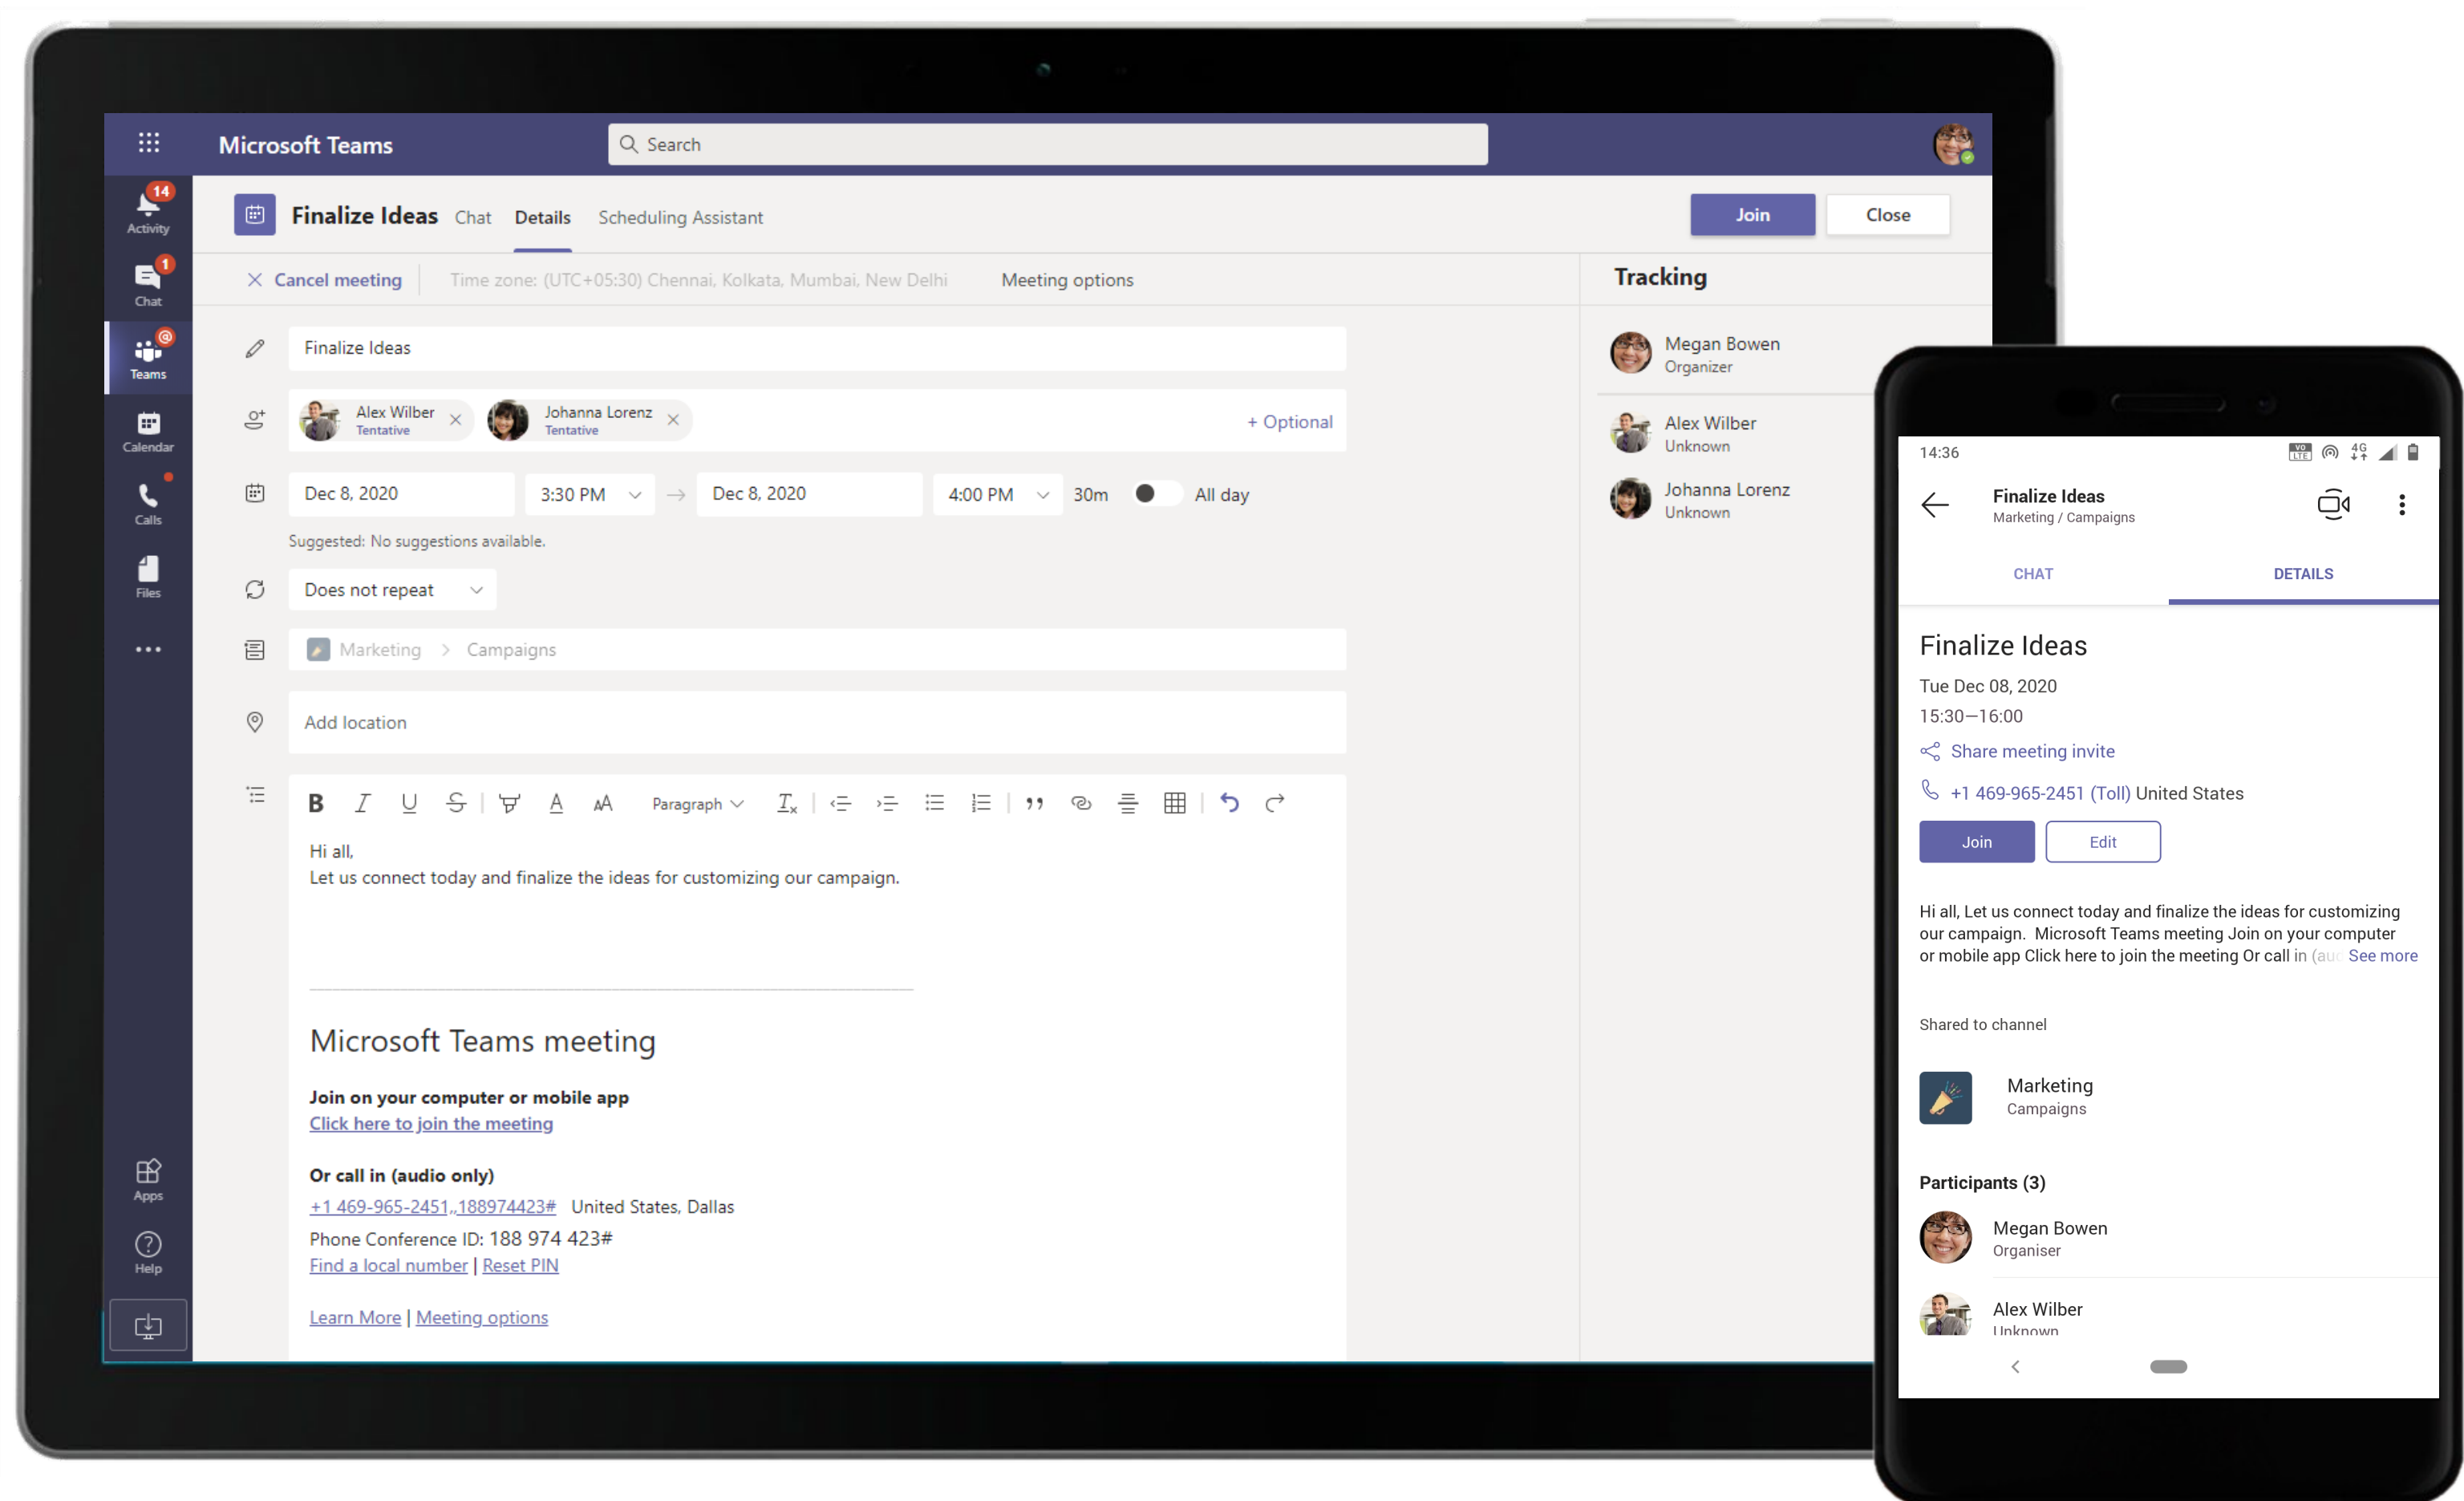 Microsoft Teams
Search
14
Activity
1
Chat
@
Teams
Calendar
Calls
Files
Apps
Help
Finalize Ideas Chat Details Scheduling Assistant
Join Close
Cancel meeting Time zone: (UTC+05:30) Chennai, Kolkata, Mumbai, New Delhi Meeting options
Finalize Ideas
Alex Wilber
Tentative
Johanna Lorenz
Tentative
+ Optional
Dec 8, 2020 3:30 PM → Dec 8, 2020 4:00 PM 30m All day
Suggested: No suggestions available.
Does not repeat
Marketing > Campaigns
Add location
B I U S A AA Paragraph Tx
Hi all,
Let us connect today and finalize the ideas for customizing our campaign.
Microsoft Teams meeting
Join on your computer or mobile app
Click here to join the meeting
Or call in (audio only)
+1 469-965-2451,,188974423# United States, Dallas
Phone Conference ID: 188 974 423#
Find a local number | Reset PIN
Learn More | Meeting options
Tracking
Megan Bowen
Organizer
Alex Wilber
Unknown
Johanna Lorenz
Unknown
14:36 VO LTE 4G
Finalize Ideas
Marketing / Campaigns
CHAT DETAILS
Finalize Ideas
Tue Dec 08, 2020
15:30—16:00
Share meeting invite
+1 469-965-2451 (Toll) United States
Join Edit
Hi all, Let us connect today and finalize the ideas for customizing
our campaign. Microsoft Teams meeting Join on your computer
or mobile app Click here to join the meeting Or call in (au See more
Shared to channel
Marketing
Campaigns
Participants (3)
Megan Bowen
Organiser
Alex Wilber
Unknown